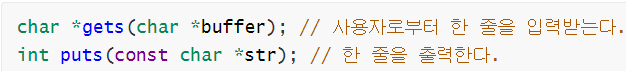 char *gets(char *buffer); // 사용자로부터 한 줄을 입력받는다.
int puts(const char *str); // 한 줄을 출력한다.